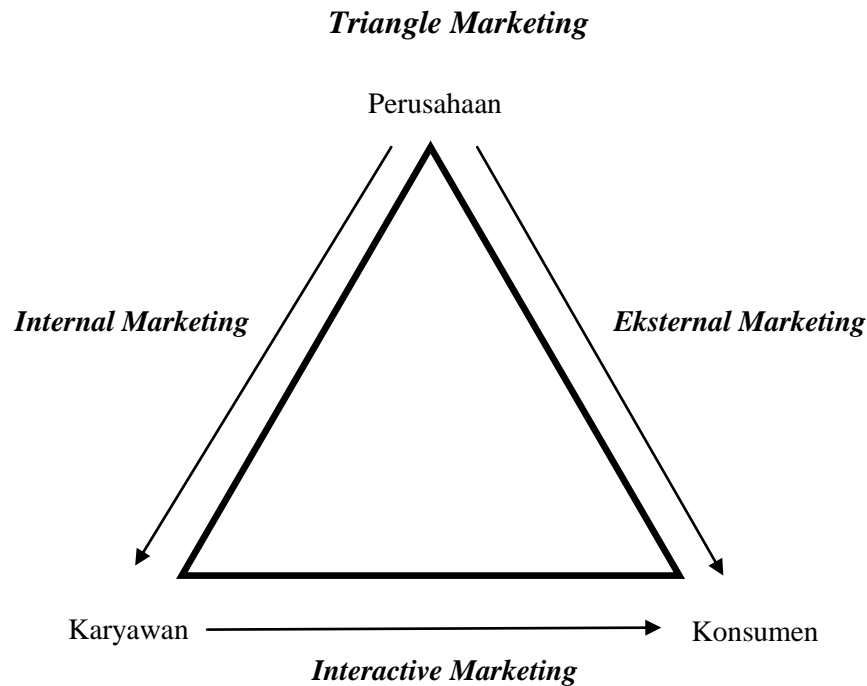 Triangle Marketing
Perusahaan
Internal Marketing
Eksternal Marketing
Karyawan
Konsumen
Interactive Marketing